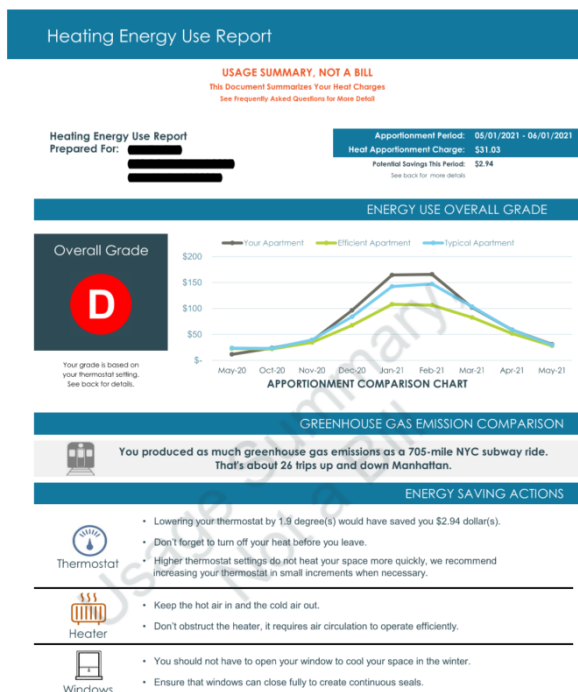 Heating Energy Use Report
USAGE SUMMARY, NOT A BILL
This Document Summarizes Your Heat Charges
See Frequently Asked Questions for More Detail
Heating Energy Use Report
Prepared For:
Apportionment Period: 05/01/2021 - 06/01/2021
Heat Apportionment Charge: $31.03
Potential Savings This Period: $2.94
See back for more details
ENERGY USE OVERALL GRADE
Overall Grade
D
Your grade is based on
your thermostat setting.
See back for details.
Your Apartment Efficient Apartment Typical Apartment
$200
$150
$100
$50
$-
May-20 Oct-20 Nov-20 Dec-20 Jan-21 Feb-21 Mar-21 Apr-21 May-21
APPORTIONMENT COMPARISON CHART
GREENHOUSE GAS EMISSION COMPARISON
You produced as much greenhouse gas emissions as a 705-mile NYC subway ride.
That's about 26 trips up and down Manhattan.
ENERGY SAVING ACTIONS
Thermostat
• Lowering your thermostat by 1.9 degree(s) would have saved you $2.94 dollar(s).
• Don't forget to turn off your heat before you leave.
• Higher thermostat settings do not heat your space more quickly, we recommend
increasing your thermostat in small increments when necessary.
Heater
• Keep the hot air in and the cold air out.
• Don't obstruct the heater, it requires air circulation to operate efficiently.
Windows
• You should not have to open your window to cool your space in the winter.
• Ensure that windows can close fully to create continuous seals.
Usage Summary
Not a Bill